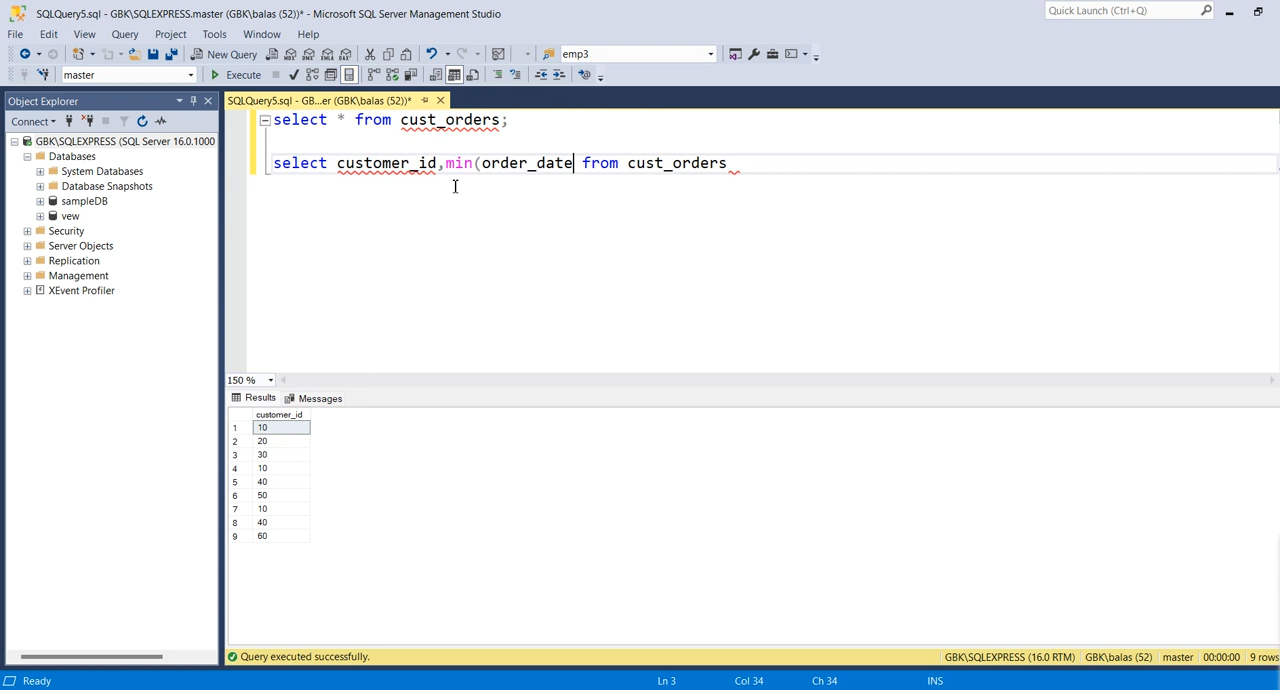 SQLQuery5.sql - GBK\SQLEXPRESS.master (GBK\balas (52))* - Microsoft SQL Server Management Studio
Quick Launch (Ctrl+Q)
File Edit View Query Project Tools Window Help
New Query
MDX DMX XMLA DAX
emp3
master
Execute
Object Explorer
SQLQuery5.sql - GB...er (GBK\balas (52))*
Connect
GBK\SQLEXPRESS (SQL Server 16.0.1000
Databases
System Databases
Database Snapshots
sampleDB
vew
Security
Server Objects
Replication
Management
XEvent Profiler
select * from cust_orders;
select customer_id,min(order_date from cust_orders
150 %
Results Messages
customer_id
1 10
2 20
3 30
4 10
5 40
6 50
7 10
8 40
9 60
Query executed successfully.
GBK\SQLEXPRESS (16.0 RTM) GBK\balas (52) master 00:00:00 9 rows
Ready Ln 3 Col 34 Ch 34 INS